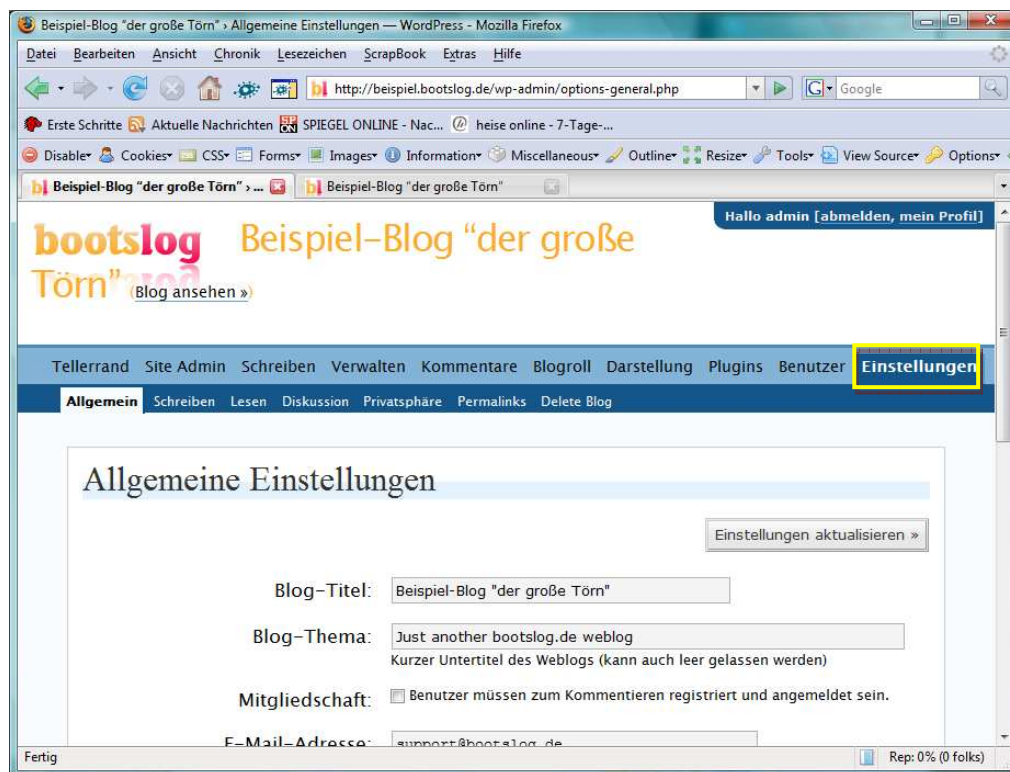 Beispiel-Blog "der große Törn" › Allgemeine Einstellungen — WordPress - Mozilla Firefox
Datei Bearbeiten Ansicht Chronik Lesezeichen ScrapBook Extras Hilfe
http://beispiel.bootslog.de/wp-admin/options-general.php
Google
Erste Schritte Aktuelle Nachrichten SPIEGEL ONLINE - Nac... heise online - 7-Tage-...
Disable Cookies CSS Forms Images Information Miscellaneous Outline Resize Tools View Source Options
Beispiel-Blog "der große Törn" › ... Beispiel-Blog "der große Törn"
Hallo admin [abmelden, mein Profil]
bootslog Beispiel-Blog “der große
Törn” (Blog ansehen »)
Tellerrand Site Admin Schreiben Verwalten Kommentare Blogroll Darstellung Plugins Benutzer Einstellungen
Allgemein Schreiben Lesen Diskussion Privatsphäre Permalinks Delete Blog
Allgemeine Einstellungen
Einstellungen aktualisieren »
Blog-Titel: Beispiel-Blog "der große Törn"
Blog-Thema: Just another bootslog.de weblog
Kurzer Untertitel des Weblogs (kann auch leer gelassen werden)
Mitgliedschaft: Benutzer müssen zum Kommentieren registriert und angemeldet sein.
E-Mail-Adresse: support@bootslog.de
Fertig
Rep: 0% (0 folks)